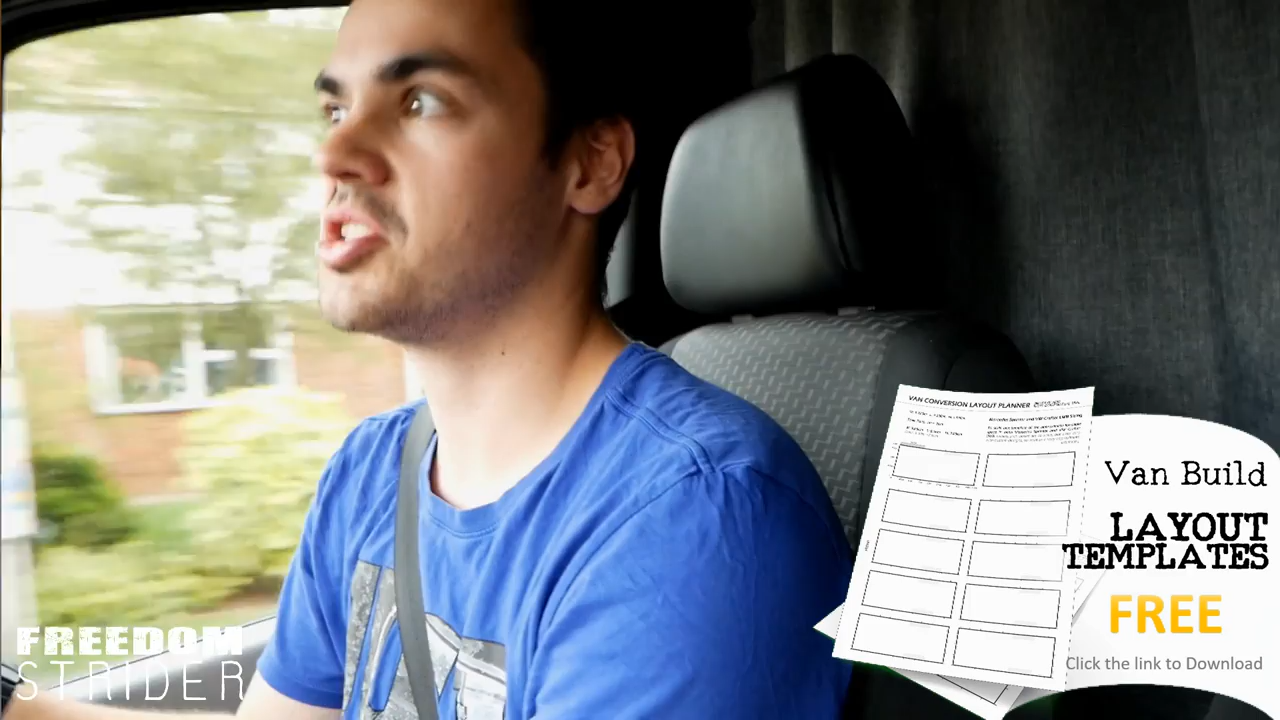 FREEDOM
STRIDER
VAN CONVERSION LAYOUT PLANNER
Van Build
LAYOUT
TEMPLATES
FREE
Click the link to Download